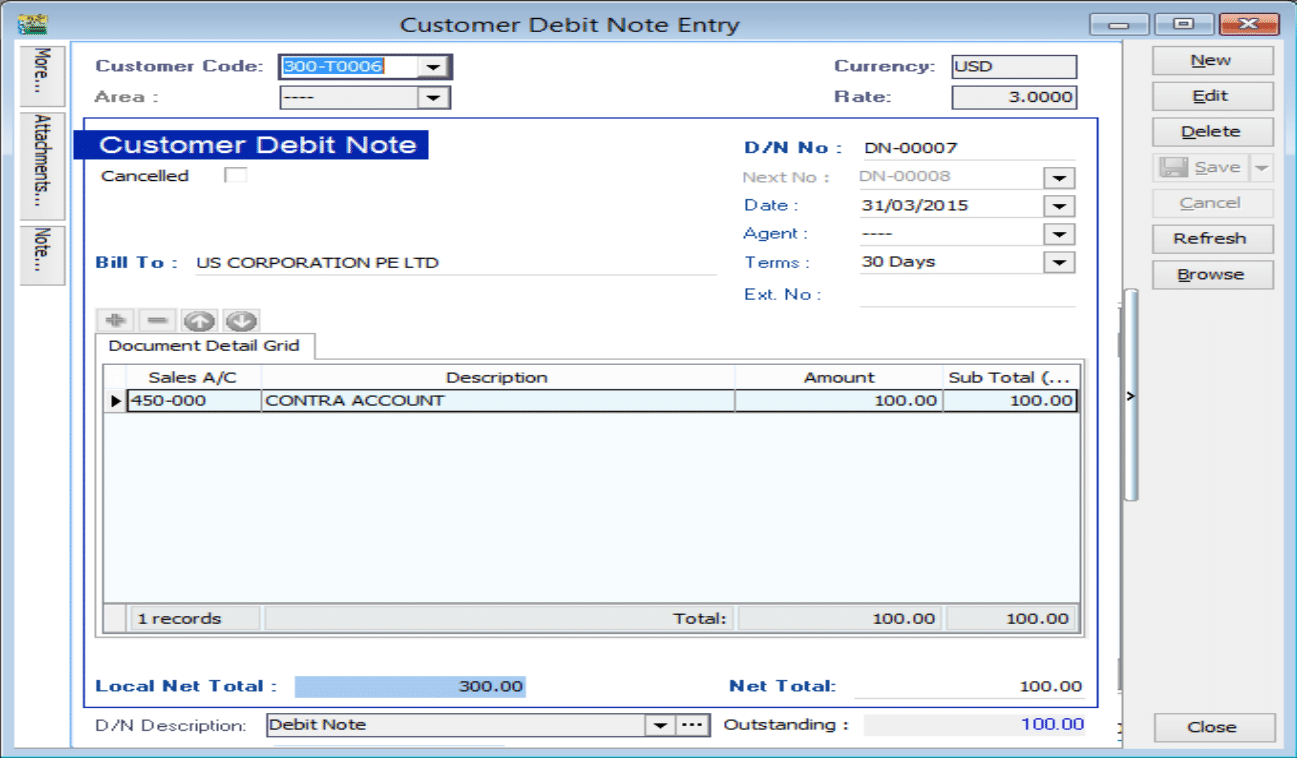 Customer Debit Note Entry
More...
Attachments...
Note...
Customer Code: 300-T0006
Currency: USD
Area : ----
Rate: 3.0000
Customer Debit Note
Cancelled
D/N No : DN-00007
Next No : DN-00008
Date : 31/03/2015
Agent : ----
Bill To : US CORPORATION PE LTD
Terms : 30 Days
Ext. No :
Document Detail Grid
Sales A/C Description Amount Sub Total (...
450-000 CONTRA ACCOUNT 100.00 100.00
1 records Total: 100.00 100.00
Local Net Total : 300.00
Net Total: 100.00
D/N Description: Debit Note
Outstanding : 100.00
New
Edit
Delete
Save
Cancel
Refresh
Browse
Close